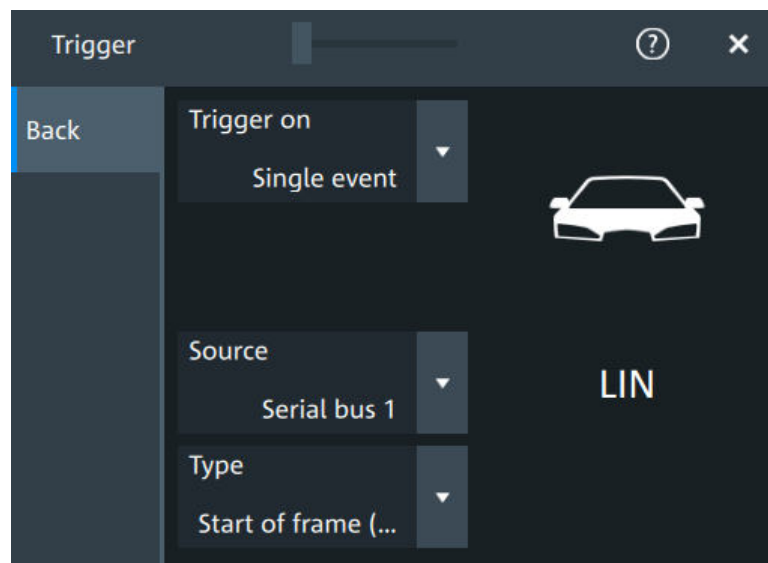 Trigger
?
Back
Trigger on
Single event
Source
Serial bus 1
LIN
Type
Start of frame (...